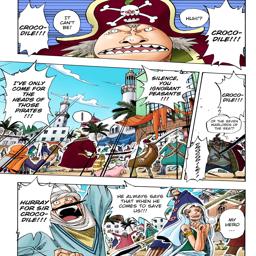 CROCO-
DILE!!!
IT
CAN'T
BE!
HUH!?
CROCO-
DILE!!!
I'VE ONLY
COME FOR
THE
HEADS OF
THOSE
PIRATES
!!!
SILENCE,
YOU
IGNORANT
PEASANTS
!!!
OF THE SEVEN
WARLORDS OF
THE SEA!?
CROCO-
DILE!!!
HURRAY
FOR SIR
CROCO-
DILE!!!
HE ALWAYS SAYS
THAT WHEN HE
COMES TO SAVE
US!!!
MY
HERO
...